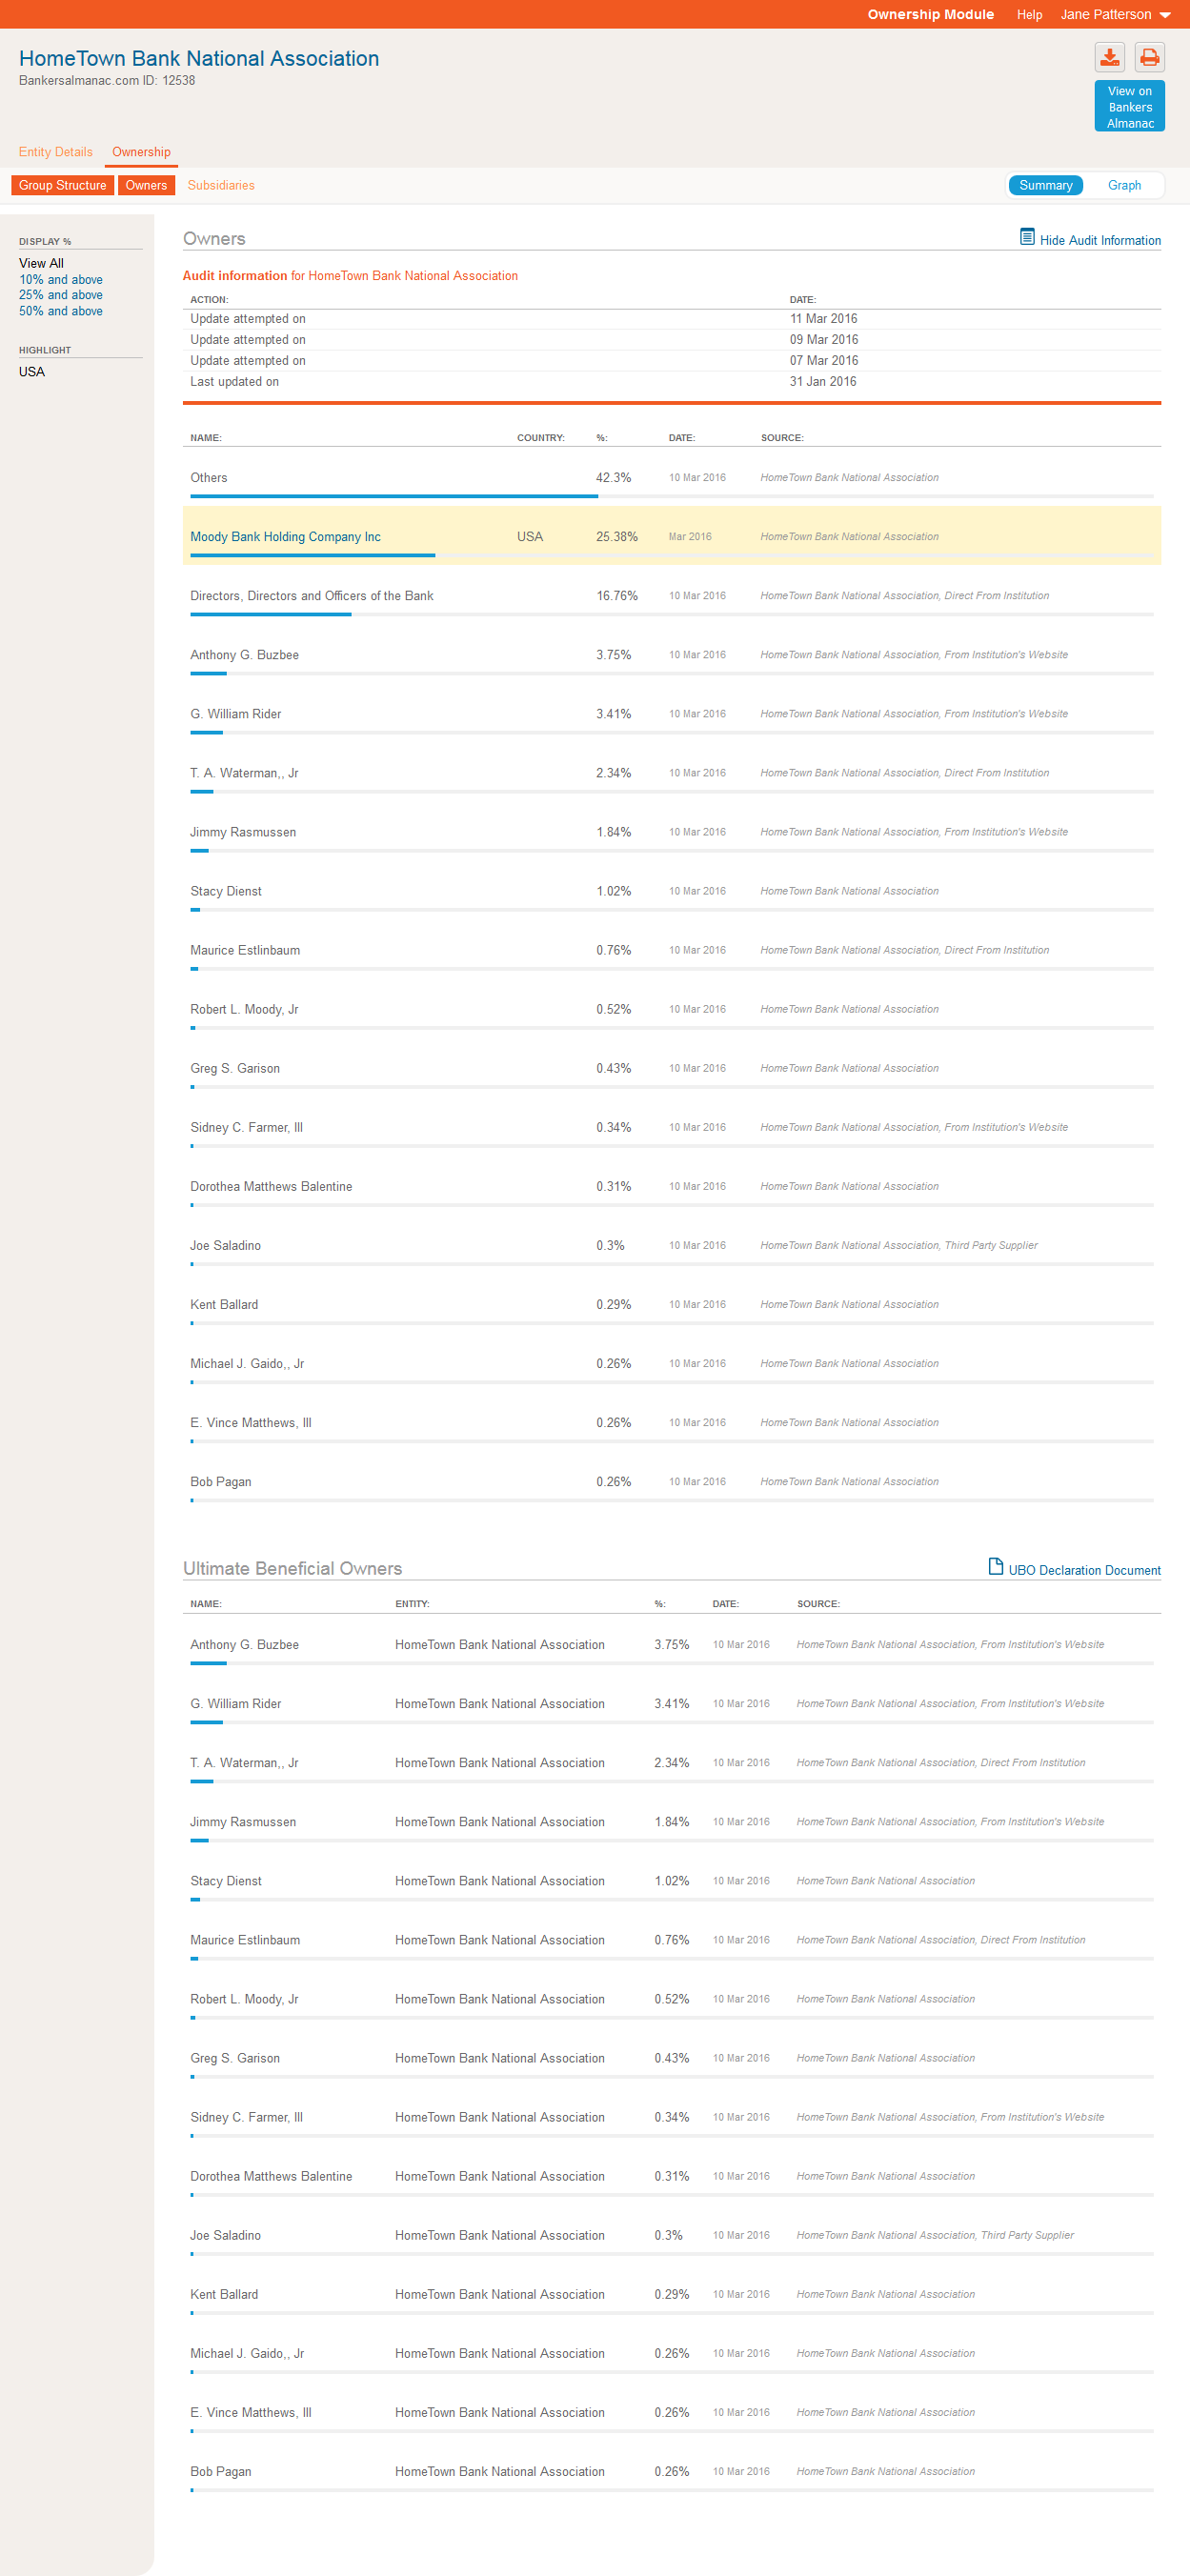 Ownership Module Help Jane Patterson
HomeTown Bank National Association
Bankersalmanac.com ID: 12538
View on
Bankers
Almanac
Entity Details Ownership
Group Structure Owners Subsidiaries Summary Graph
DISPLAY %
View All
10% and above
25% and above
50% and above
HIGHLIGHT
USA
Owners Hide Audit Information
Audit information for HomeTown Bank National Association
ACTION: DATE:
Update attempted on 11 Mar 2016
Update attempted on 09 Mar 2016
Update attempted on 07 Mar 2016
Last updated on 31 Jan 2016
NAME: COUNTRY: %: DATE: SOURCE:
Others 42.3% 10 Mar 2016 HomeTown Bank National Association
Moody Bank Holding Company Inc USA 25.38% Mar 2016 HomeTown Bank National Association
Directors, Directors and Officers of the Bank 16.76% 10 Mar 2016 HomeTown Bank National Association, Direct From Institution
Anthony G. Buzbee 3.75% 10 Mar 2016 HomeTown Bank National Association, From Institution's Website
G. William Rider 3.41% 10 Mar 2016 HomeTown Bank National Association, From Institution's Website
T. A. Waterman,, Jr 2.34% 10 Mar 2016 HomeTown Bank National Association, Direct From Institution
Jimmy Rasmussen 1.84% 10 Mar 2016 HomeTown Bank National Association, From Institution's Website
Stacy Dienst 1.02% 10 Mar 2016 HomeTown Bank National Association
Maurice Estlinbaum 0.76% 10 Mar 2016 HomeTown Bank National Association, Direct From Institution
Robert L. Moody, Jr 0.52% 10 Mar 2016 HomeTown Bank National Association
Greg S. Garison 0.43% 10 Mar 2016 HomeTown Bank National Association
Sidney C. Farmer, III 0.34% 10 Mar 2016 HomeTown Bank National Association, From Institution's Website
Dorothea Matthews Balentine 0.31% 10 Mar 2016 HomeTown Bank National Association
Joe Saladino 0.3% 10 Mar 2016 HomeTown Bank National Association, Third Party Supplier
Kent Ballard 0.29% 10 Mar 2016 HomeTown Bank National Association
Michael J. Gaido,, Jr 0.26% 10 Mar 2016 HomeTown Bank National Association
E. Vince Matthews, III 0.26% 10 Mar 2016 HomeTown Bank National Association
Bob Pagan 0.26% 10 Mar 2016 HomeTown Bank National Association
Ultimate Beneficial Owners UBO Declaration Document
NAME: ENTITY: %: DATE: SOURCE:
Anthony G. Buzbee HomeTown Bank National Association 3.75% 10 Mar 2016 HomeTown Bank National Association, From Institution's Website
G. William Rider HomeTown Bank National Association 3.41% 10 Mar 2016 HomeTown Bank National Association, From Institution's Website
T. A. Waterman,, Jr HomeTown Bank National Association 2.34% 10 Mar 2016 HomeTown Bank National Association, Direct From Institution
Jimmy Rasmussen HomeTown Bank National Association 1.84% 10 Mar 2016 HomeTown Bank National Association, From Institution's Website
Stacy Dienst HomeTown Bank National Association 1.02% 10 Mar 2016 HomeTown Bank National Association
Maurice Estlinbaum HomeTown Bank National Association 0.76% 10 Mar 2016 HomeTown Bank National Association, Direct From Institution
Robert L. Moody, Jr HomeTown Bank National Association 0.52% 10 Mar 2016 HomeTown Bank National Association
Greg S. Garison HomeTown Bank National Association 0.43% 10 Mar 2016 HomeTown Bank National Association
Sidney C. Farmer, III HomeTown Bank National Association 0.34% 10 Mar 2016 HomeTown Bank National Association, From Institution's Website
Dorothea Matthews Balentine HomeTown Bank National Association 0.31% 10 Mar 2016 HomeTown Bank National Association
Joe Saladino HomeTown Bank National Association 0.3% 10 Mar 2016 HomeTown Bank National Association, Third Party Supplier
Kent Ballard HomeTown Bank National Association 0.29% 10 Mar 2016 HomeTown Bank National Association
Michael J. Gaido,, Jr HomeTown Bank National Association 0.26% 10 Mar 2016 HomeTown Bank National Association
E. Vince Matthews, III HomeTown Bank National Association 0.26% 10 Mar 2016 HomeTown Bank National Association
Bob Pagan HomeTown Bank National Association 0.26% 10 Mar 2016 HomeTown Bank National Association